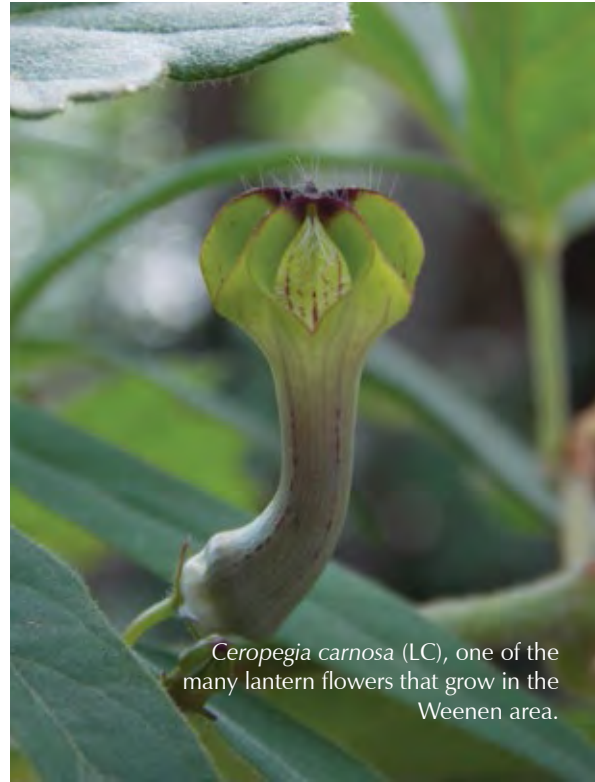 Ceropegia carnosa (LC), one of the
many lantern flowers that grow in the
Weenen area.